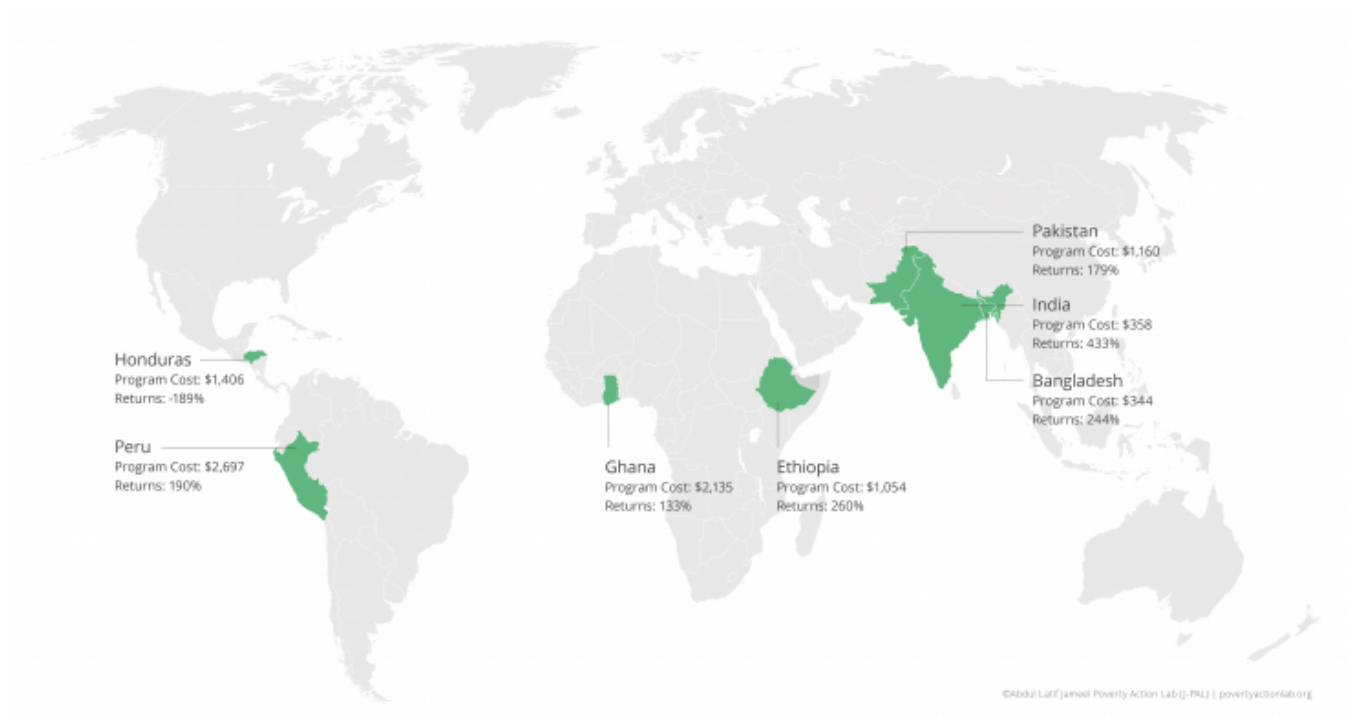 Pakistan
Program Cost: $1,160
Returns: 179%
India
Program Cost: $358
Returns: 433%
Bangladesh
Program Cost: $344
Returns: 244%
Honduras
Program Cost: $1,406
Returns: -189%
Peru
Program Cost: $2,697
Returns: 190%
Ghana
Program Cost: $2,135
Returns: 133%
Ethiopia
Program Cost: $1,054
Returns: 260%
©Abdul Latif Jameel Poverty Action Lab (J-PAL) | povertyactionlab.org